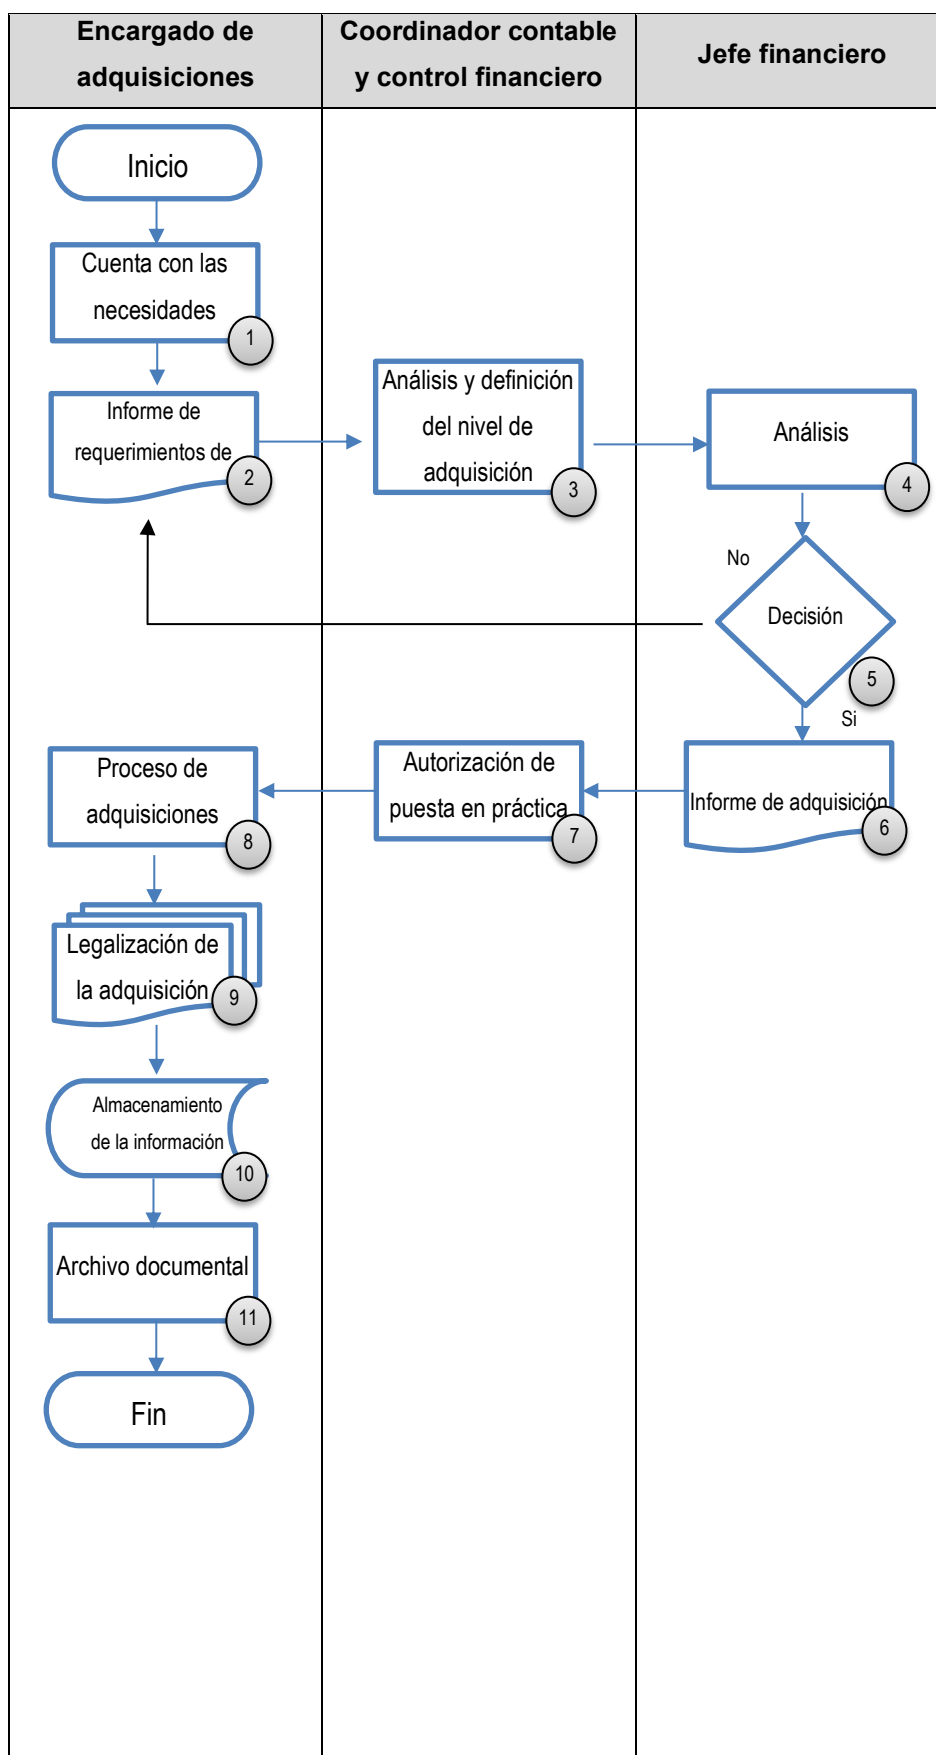 Encargado de
adquisiciones
Coordinador contable
y control financiero
Jefe financiero
Inicio
Cuenta con las
necesidades
1
Informe de
requerimientos de
2
Análisis y definición
del nivel de
adquisición
3
Análisis
4
No
Decisión
5
Si
Informe de adquisición
6
Autorización de
puesta en práctica
7
Proceso de
adquisiciones
8
Legalización de
la adquisición
9
Almacenamiento
de la información
10
Archivo documental
11
Fin